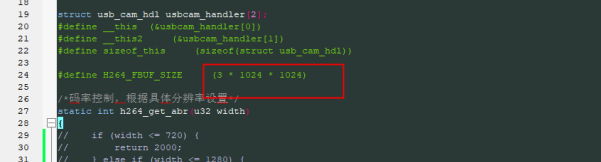 18
19 struct usb_cam_hdl usbcam_handler[2];
20 #define __this (&usbcam_handler[0])
21 #define __this2 (&usbcam_handler[1])
22 #define sizeof_this (sizeof(struct usb_cam_hdl))
23
24 #define H264_FBUF_SIZE (3 * 1024 * 1024)
25
26 /*码率控制，根据具体分辨率设置*/
27 static int h264_get_abr(u32 width)
28 {
29 // if (width <= 720) {
30 // return 2000;
31 // } else if (width <= 1280) {